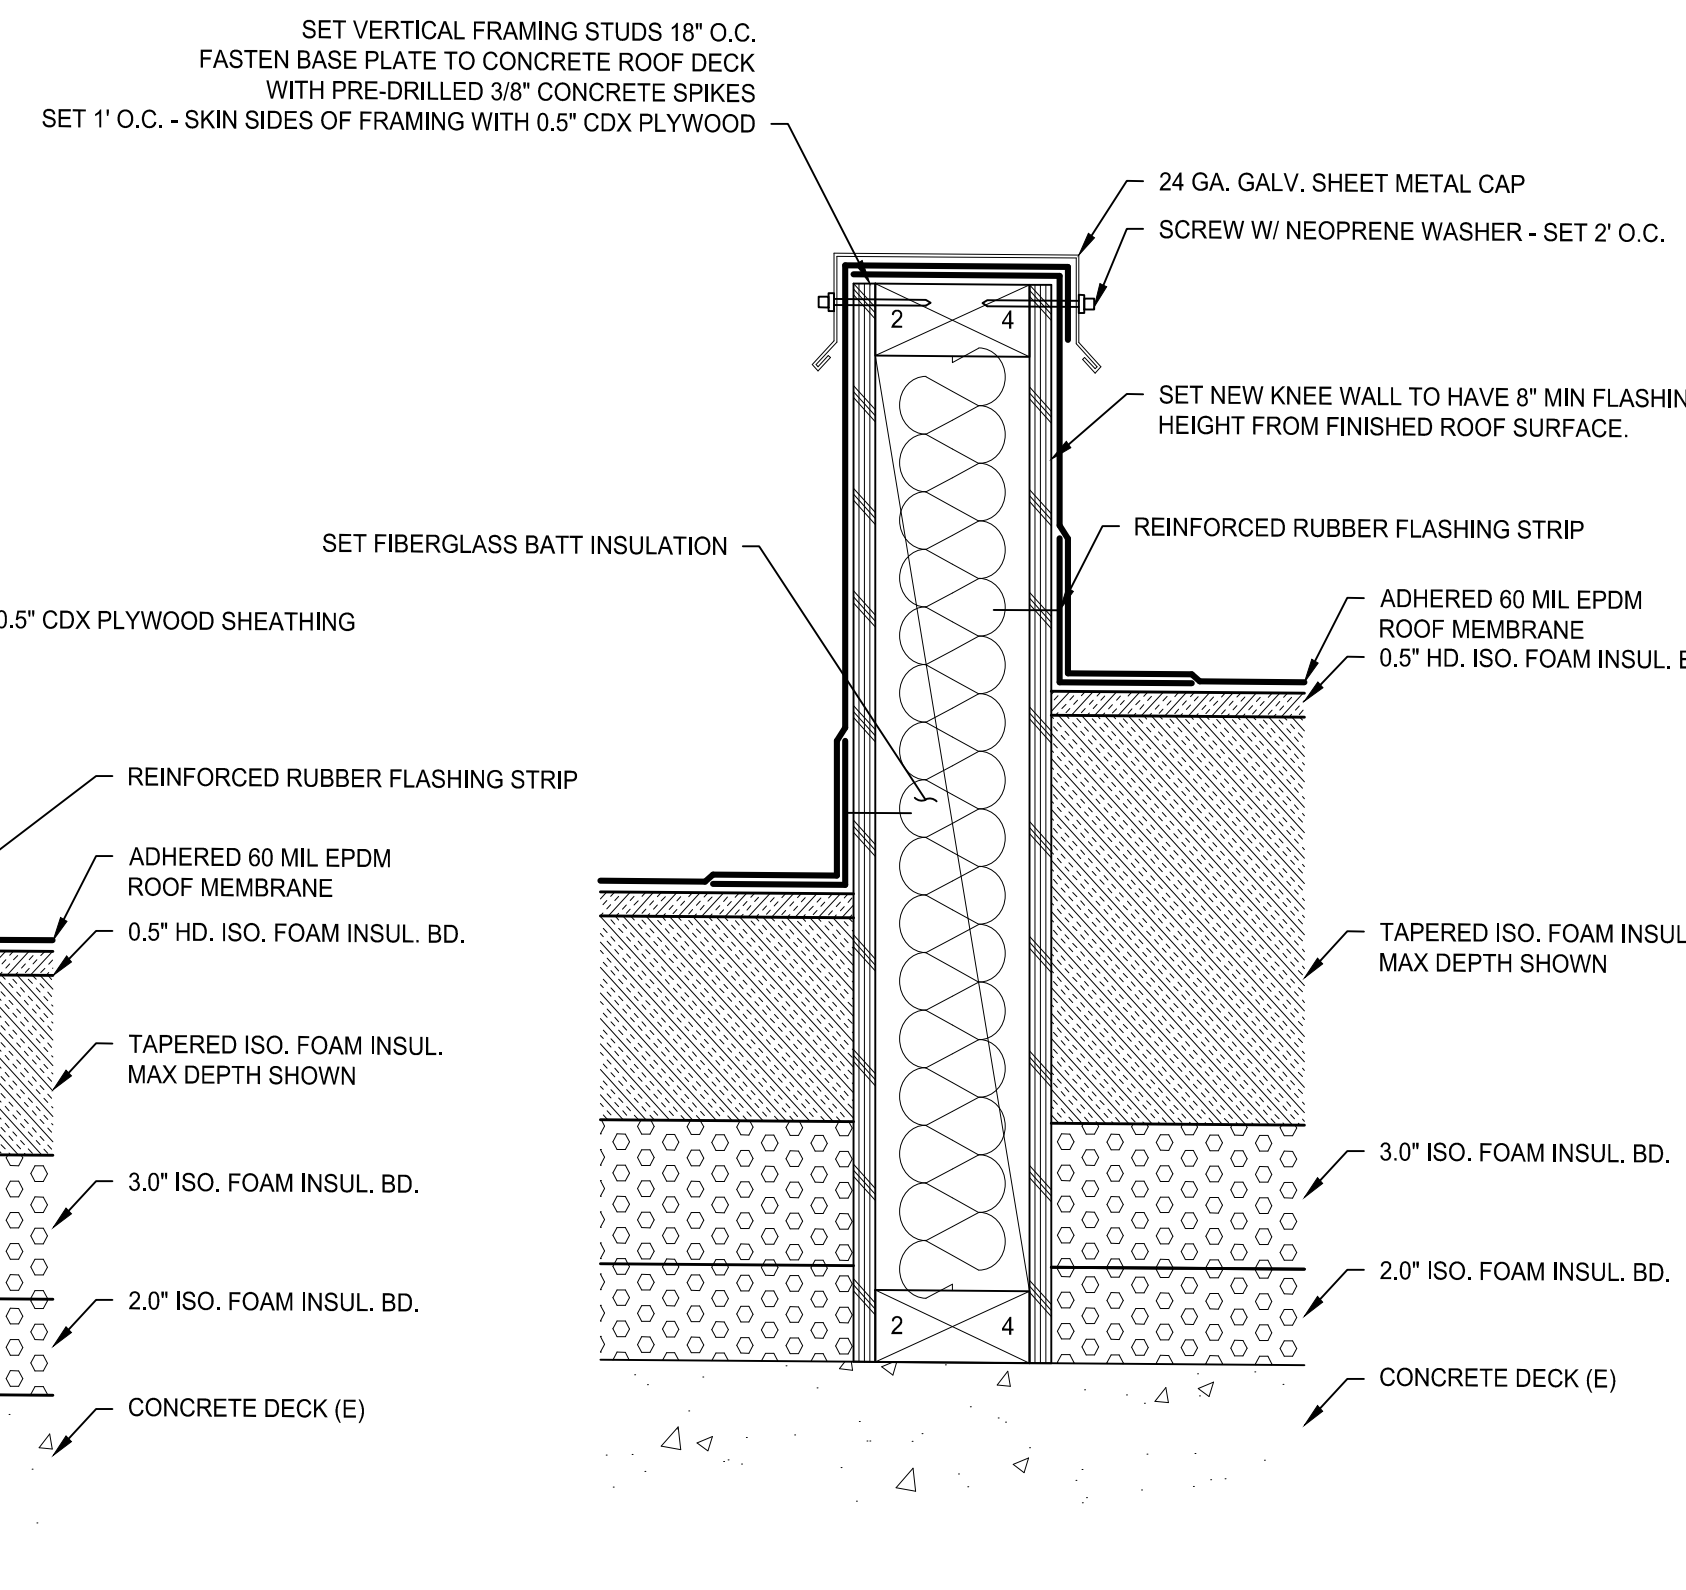 SET VERTICAL FRAMING STUDS 18" O.C.
FASTEN BASE PLATE TO CONCRETE ROOF DECK
WITH PRE-DRILLED 3/8" CONCRETE SPIKES
SET 1' O.C. - SKIN SIDES OF FRAMING WITH 0.5" CDX PLYWOOD
24 GA. GALV. SHEET METAL CAP
SCREW W/ NEOPRENE WASHER - SET 2' O.C.
2 4
SET NEW KNEE WALL TO HAVE 8" MIN FLASHIN
HEIGHT FROM FINISHED ROOF SURFACE.
REINFORCED RUBBER FLASHING STRIP
SET FIBERGLASS BATT INSULATION
ADHERED 60 MIL EPDM
ROOF MEMBRANE
0.5" HD. ISO. FOAM INSUL.
0.5" CDX PLYWOOD SHEATHING
REINFORCED RUBBER FLASHING STRIP
ADHERED 60 MIL EPDM
ROOF MEMBRANE
0.5" HD. ISO. FOAM INSUL. BD.
TAPERED ISO. FOAM INSUL
MAX DEPTH SHOWN
TAPERED ISO. FOAM INSUL.
MAX DEPTH SHOWN
3.0" ISO. FOAM INSUL. BD.
3.0" ISO. FOAM INSUL. BD.
2.0" ISO. FOAM INSUL. BD.
2.0" ISO. FOAM INSUL. BD.
2 4
CONCRETE DECK (E)
CONCRETE DECK (E)